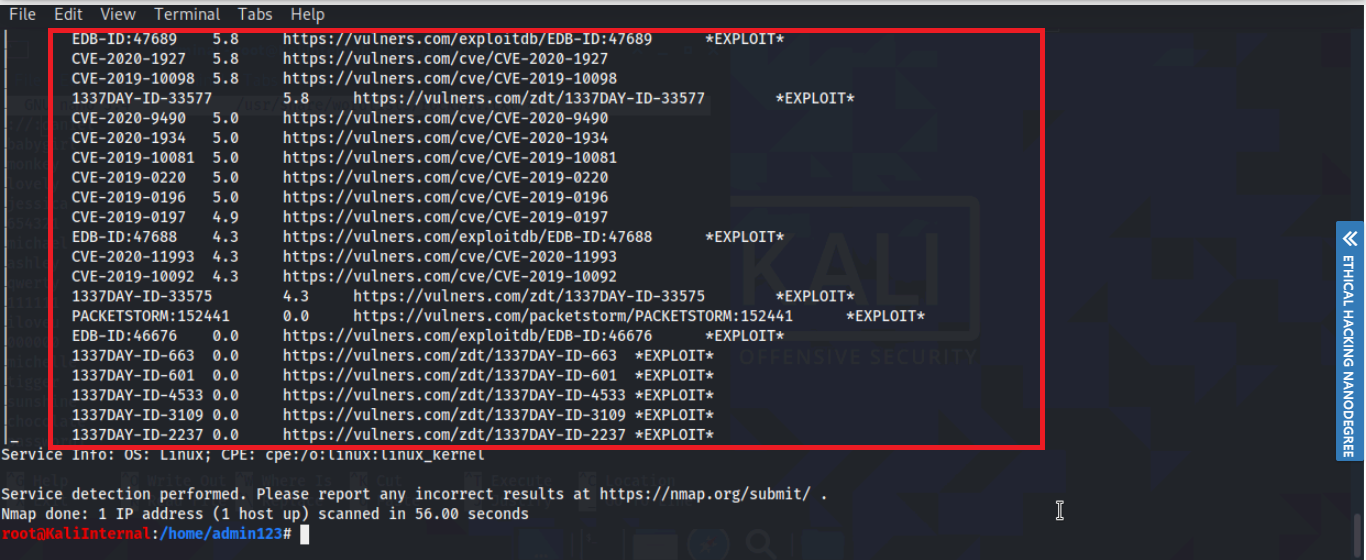 File Edit View Terminal Tabs Help
| EDB-ID:47689 5.8 https://vulners.com/exploitdb/EDB-ID:47689 *EXPLOIT*
| CVE-2020-1927 5.8 https://vulners.com/cve/CVE-2020-1927
| CVE-2019-10098 5.8 https://vulners.com/cve/CVE-2019-10098
| 1337DAY-ID-33577 5.8 https://vulners.com/zdt/1337DAY-ID-33577 *EXPLOIT*
| CVE-2020-9490 5.0 https://vulners.com/cve/CVE-2020-9490
| CVE-2020-1934 5.0 https://vulners.com/cve/CVE-2020-1934
| CVE-2019-10081 5.0 https://vulners.com/cve/CVE-2019-10081
| CVE-2019-0220 5.0 https://vulners.com/cve/CVE-2019-0220
| CVE-2019-0196 5.0 https://vulners.com/cve/CVE-2019-0196
| CVE-2019-0197 4.9 https://vulners.com/cve/CVE-2019-0197
| EDB-ID:47688 4.3 https://vulners.com/exploitdb/EDB-ID:47688 *EXPLOIT*
| CVE-2020-11993 4.3 https://vulners.com/cve/CVE-2020-11993
| CVE-2019-10092 4.3 https://vulners.com/cve/CVE-2019-10092
| 1337DAY-ID-33575 4.3 https://vulners.com/zdt/1337DAY-ID-33575 *EXPLOIT*
| PACKETSTORM:152441 0.0 https://vulners.com/packetstorm/PACKETSTORM:152441 *EXPLOIT*
| EDB-ID:46676 0.0 https://vulners.com/exploitdb/EDB-ID:46676 *EXPLOIT*
| 1337DAY-ID-663 0.0 https://vulners.com/zdt/1337DAY-ID-663 *EXPLOIT*
| 1337DAY-ID-601 0.0 https://vulners.com/zdt/1337DAY-ID-601 *EXPLOIT*
| 1337DAY-ID-4533 0.0 https://vulners.com/zdt/1337DAY-ID-4533 *EXPLOIT*
| 1337DAY-ID-3109 0.0 https://vulners.com/zdt/1337DAY-ID-3109 *EXPLOIT*
|_ 1337DAY-ID-2237 0.0 https://vulners.com/zdt/1337DAY-ID-2237 *EXPLOIT*
Service Info: OS: Linux; CPE: cpe:/o:linux:linux_kernel
Service detection performed. Please report any incorrect results at https://nmap.org/submit/ .
Nmap done: 1 IP address (1 host up) scanned in 56.00 seconds
root@KaliInternal:/home/admin123#
KALI
OFFENSIVE SECURITY
ETHICAL HACKING NANODEGREE